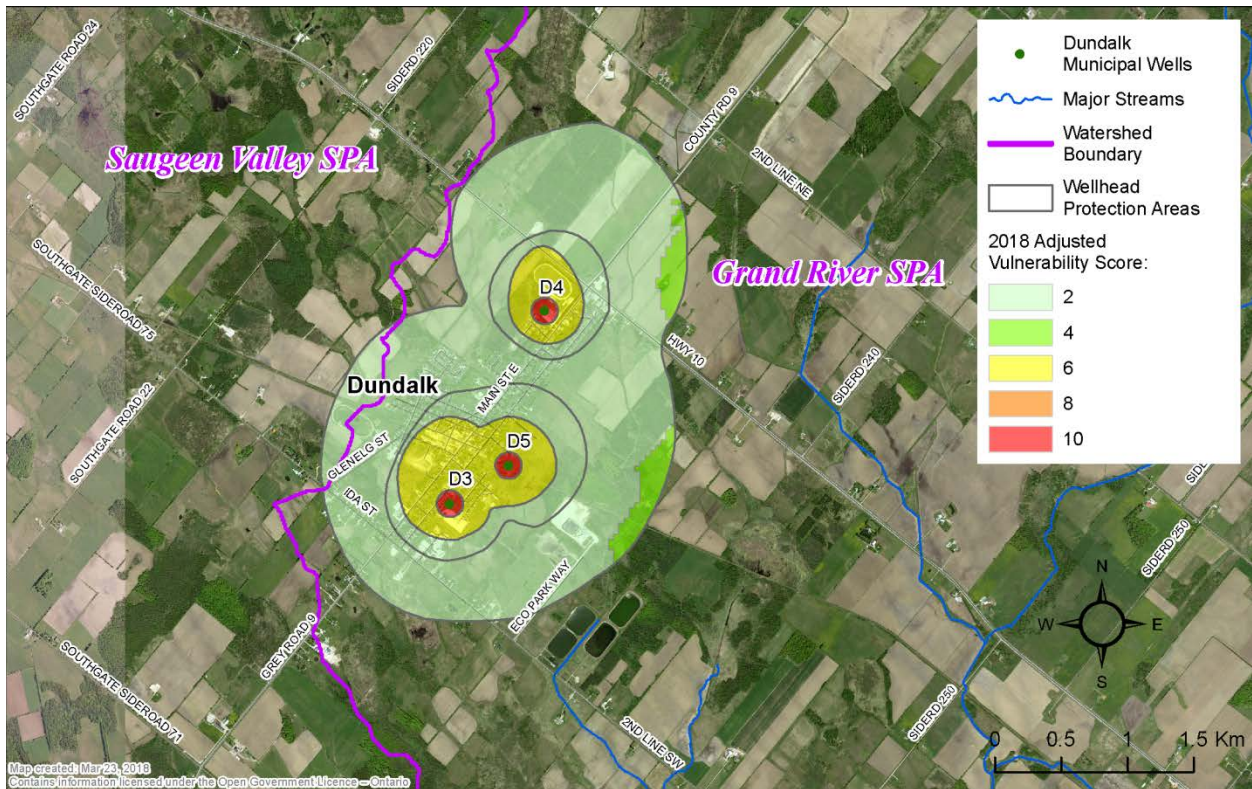 SOUTHGATE ROAD 24
SIDERD 220
COUNTY RD 9
2ND LINE NE
Saugeen Valley SPA
Grand River SPA
SOUTHGATE SIDEROAD 75
D4
HWY 10
SIDERD 240
Dundalk
MAIN ST E
SOUTHGATE ROAD 22
GLENELG ST
D5
D3
IDA ST
ECO PARK WAY
GREY ROAD 9
SOUTHGATE SIDEROAD 71
2ND LINE SW
SIDERD 250
SIDERD 250
Dundalk
Municipal Wells
Major Streams
Watershed
Boundary
Wellhead
Protection Areas
2018 Adjusted
Vulnerability Score:
2
4
6
8
10
N
W
E
S
0 0.5 1 1.5 Km
Map created: Mar 23, 2018
Contains information licensed under the Open Government Licence – Ontario